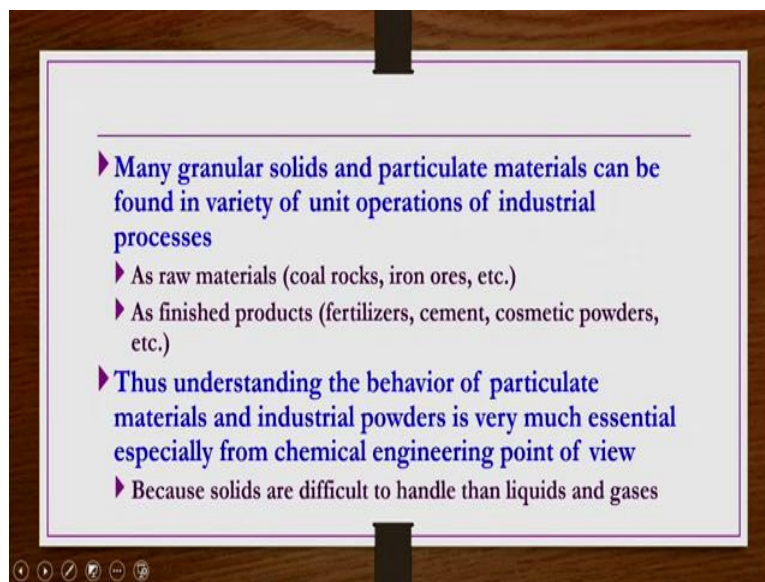 Many granular solids and particulate materials can be
found in variety of unit operations of industrial
processes
As raw materials (coal rocks, iron ores, etc.)
As finished products (fertilizers, cement, cosmetic powders,
etc.)
Thus understanding the behavior of particulate
materials and industrial powders is very much essential
especially from chemical engineering point of view
Because solids are difficult to handle than liquids and gases